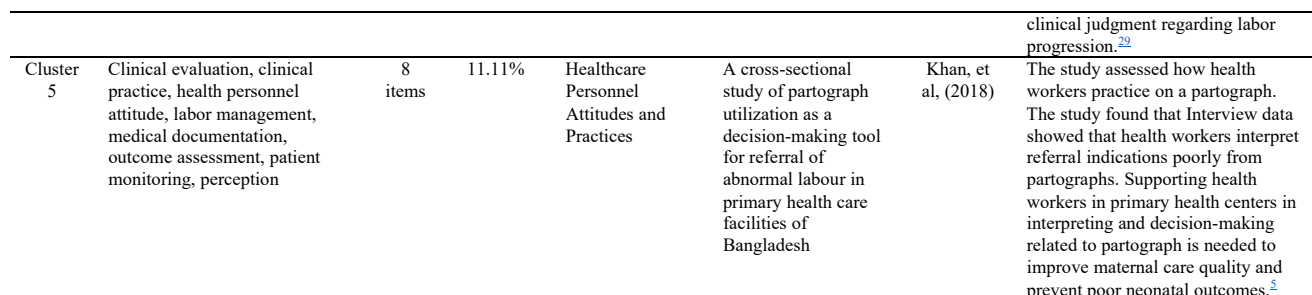 clinical judgment regarding labor
progression.29
Cluster
5
Clinical evaluation, clinical
practice, health personnel
attitude, labor management,
medical documentation,
outcome assessment, patient
monitoring, perception
8
items
11.11%
Healthcare
Personnel
Attitudes and
Practices
A cross-sectional
study of partograph
utilization as a
decision-making tool
for referral of
abnormal labour in
primary health care
facilities of
Bangladesh
Khan, et
al, (2018)
The study assessed how health
workers practice on a partograph.
The study found that Interview data
showed that health workers interpret
referral indications poorly from
partographs. Supporting health
workers in primary health centers in
interpreting and decision-making
related to partograph is needed to
improve maternal care quality and
prevent poor neonatal outcomes.5